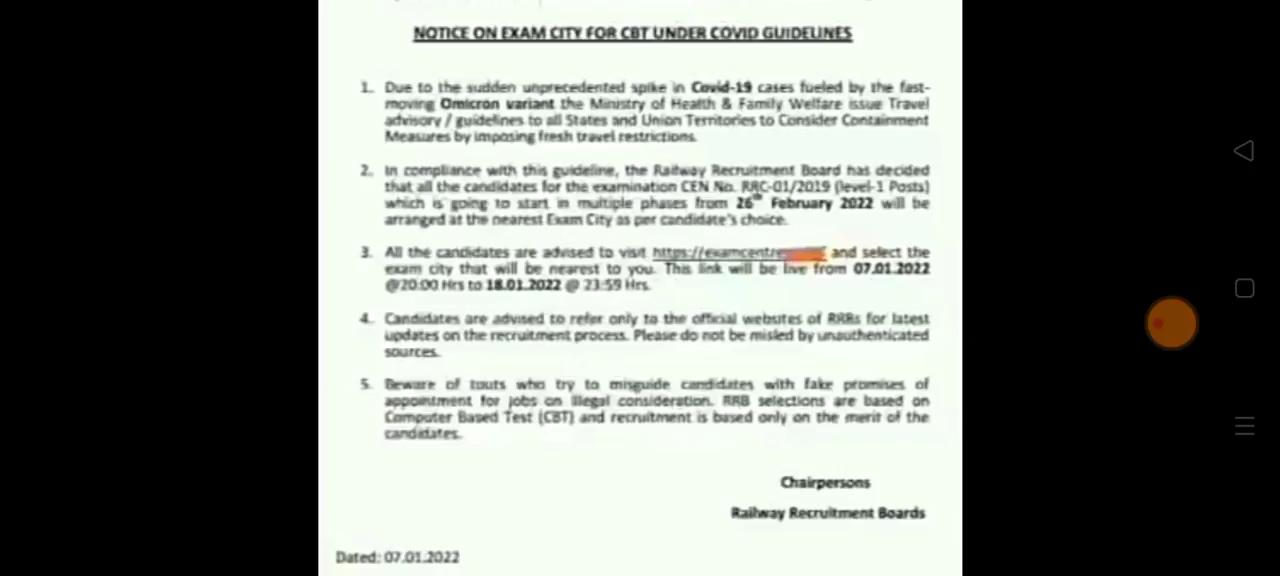 NOTICE ON EXAM CITY FOR CBT UNDER COVID GUIDELINES
1. Due to the sudden unprecedented spike in Covid-19 cases fueled by the fast-
moving Omicron variant the Ministry of Health & Family Welfare issue Travel
advisory / guidelines to all States and Union Territories to Consider Containment
Measures by imposing fresh travel restrictions.
2. In compliance with this guideline, the Railway Recruitment Board has decided
that all the candidates for the examination CEN No. RRC-01/2019 (level-1 Posts)
which is going to start in multiple phases from 26th February 2022 will be
arranged at the nearest Exam City as per candidate's choice.
3. All the candidates are advised to visit https://examcentre and select the
exam city that will be nearest to you. This link will be live from 07.01.2022
@20:00 Hrs to 18.01.2022 @ 23:59 Hrs.
4. Candidates are advised to refer only to the official websites of RRBs for latest
updates on the recruitment process. Please do not be misled by unauthenticated
sources.
5. Beware of touts who try to misguide candidates with fake promises of
appointment for jobs on illegal consideration. RRB selections are based on
Computer Based Test (CBT) and recruitment is based only on the merit of the
candidates.
Chairpersons
Railway Recruitment Boards
Dated: 07.01.2022